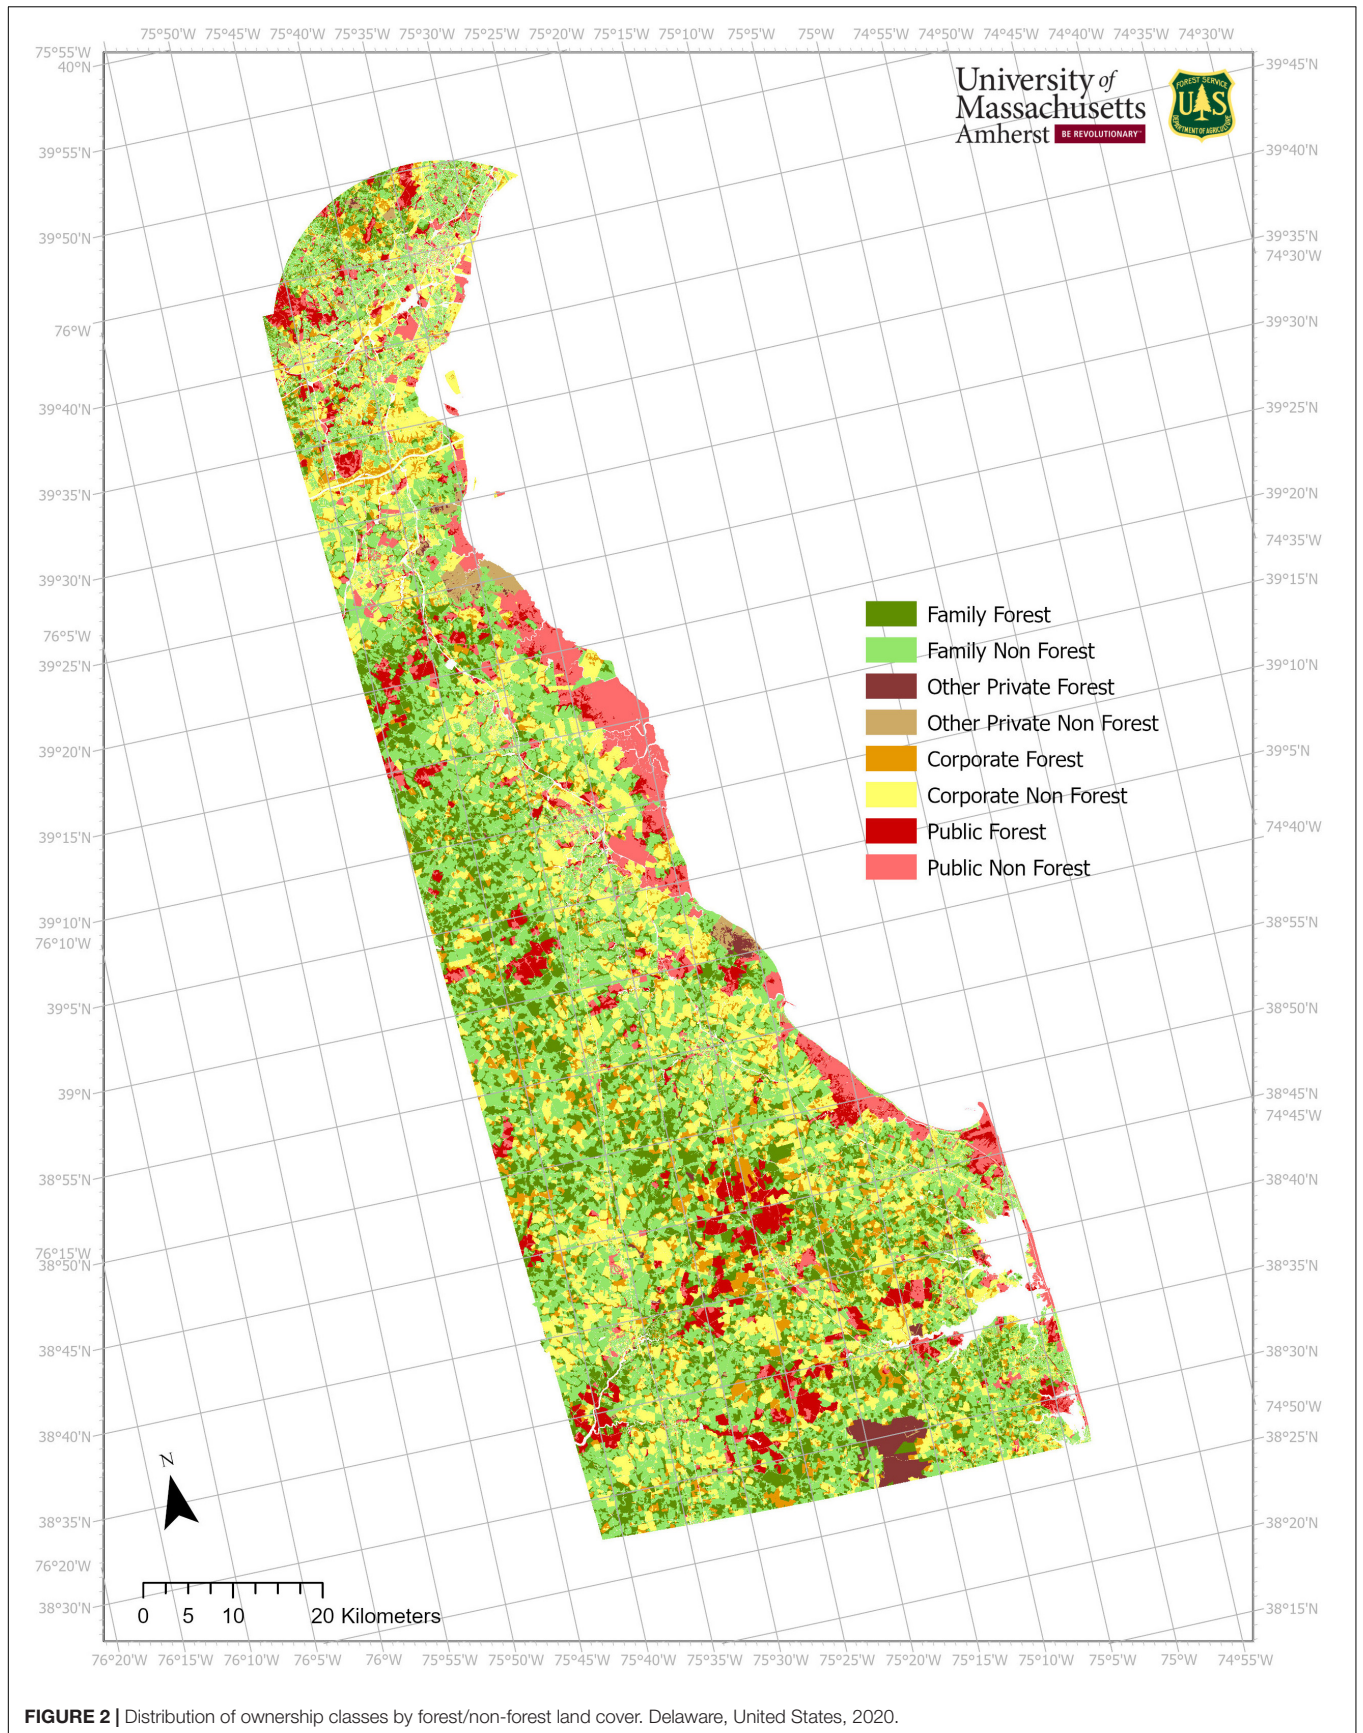 75°50'W 75°45'W 75°40'W 75°35'W 75°30'W 75°25'W 75°20'W 75°15'W 75°10'W 75°5'W 75°W 74°55'W 74°50'W 74°45'W 74°40'W 74°35'W 74°30'W
75°55'W
40°N
39°55'N
39°50'N
76°W
39°40'N
39°35'N
39°30'N
76°5'W
39°25'N
39°20'N
39°15'N
39°10'N
76°10'W
39°5'N
39°N
38°55'N
76°15'W
38°50'N
38°45'N
38°40'N
38°35'N
76°20'W
38°30'N
University of
Massachusetts
Amherst BE REVOLUTIONARY™
FOREST SERVICE
U S
DEPARTMENT OF AGRICULTURE
39°45'N
39°40'N
39°35'N
74°30'W
39°30'N
39°25'N
39°20'N
74°35'W
39°15'N
39°10'N
39°5'N
74°40'W
38°55'N
38°50'N
38°45'N
74°45'W
38°40'N
38°35'N
38°30'N
74°50'W
38°25'N
38°20'N
38°15'N
Family Forest
Family Non Forest
Other Private Forest
Other Private Non Forest
Corporate Forest
Corporate Non Forest
Public Forest
Public Non Forest
N
0 5 10 20 Kilometers
76°20'W 76°15'W 76°10'W 76°5'W 76°W 75°55'W 75°50'W 75°45'W 75°40'W 75°35'W 75°30'W 75°25'W 75°20'W 75°15'W 75°10'W 75°5'W 75°W 74°55'W
FIGURE 2 | Distribution of ownership classes by forest/non-forest land cover. Delaware, United States, 2020.